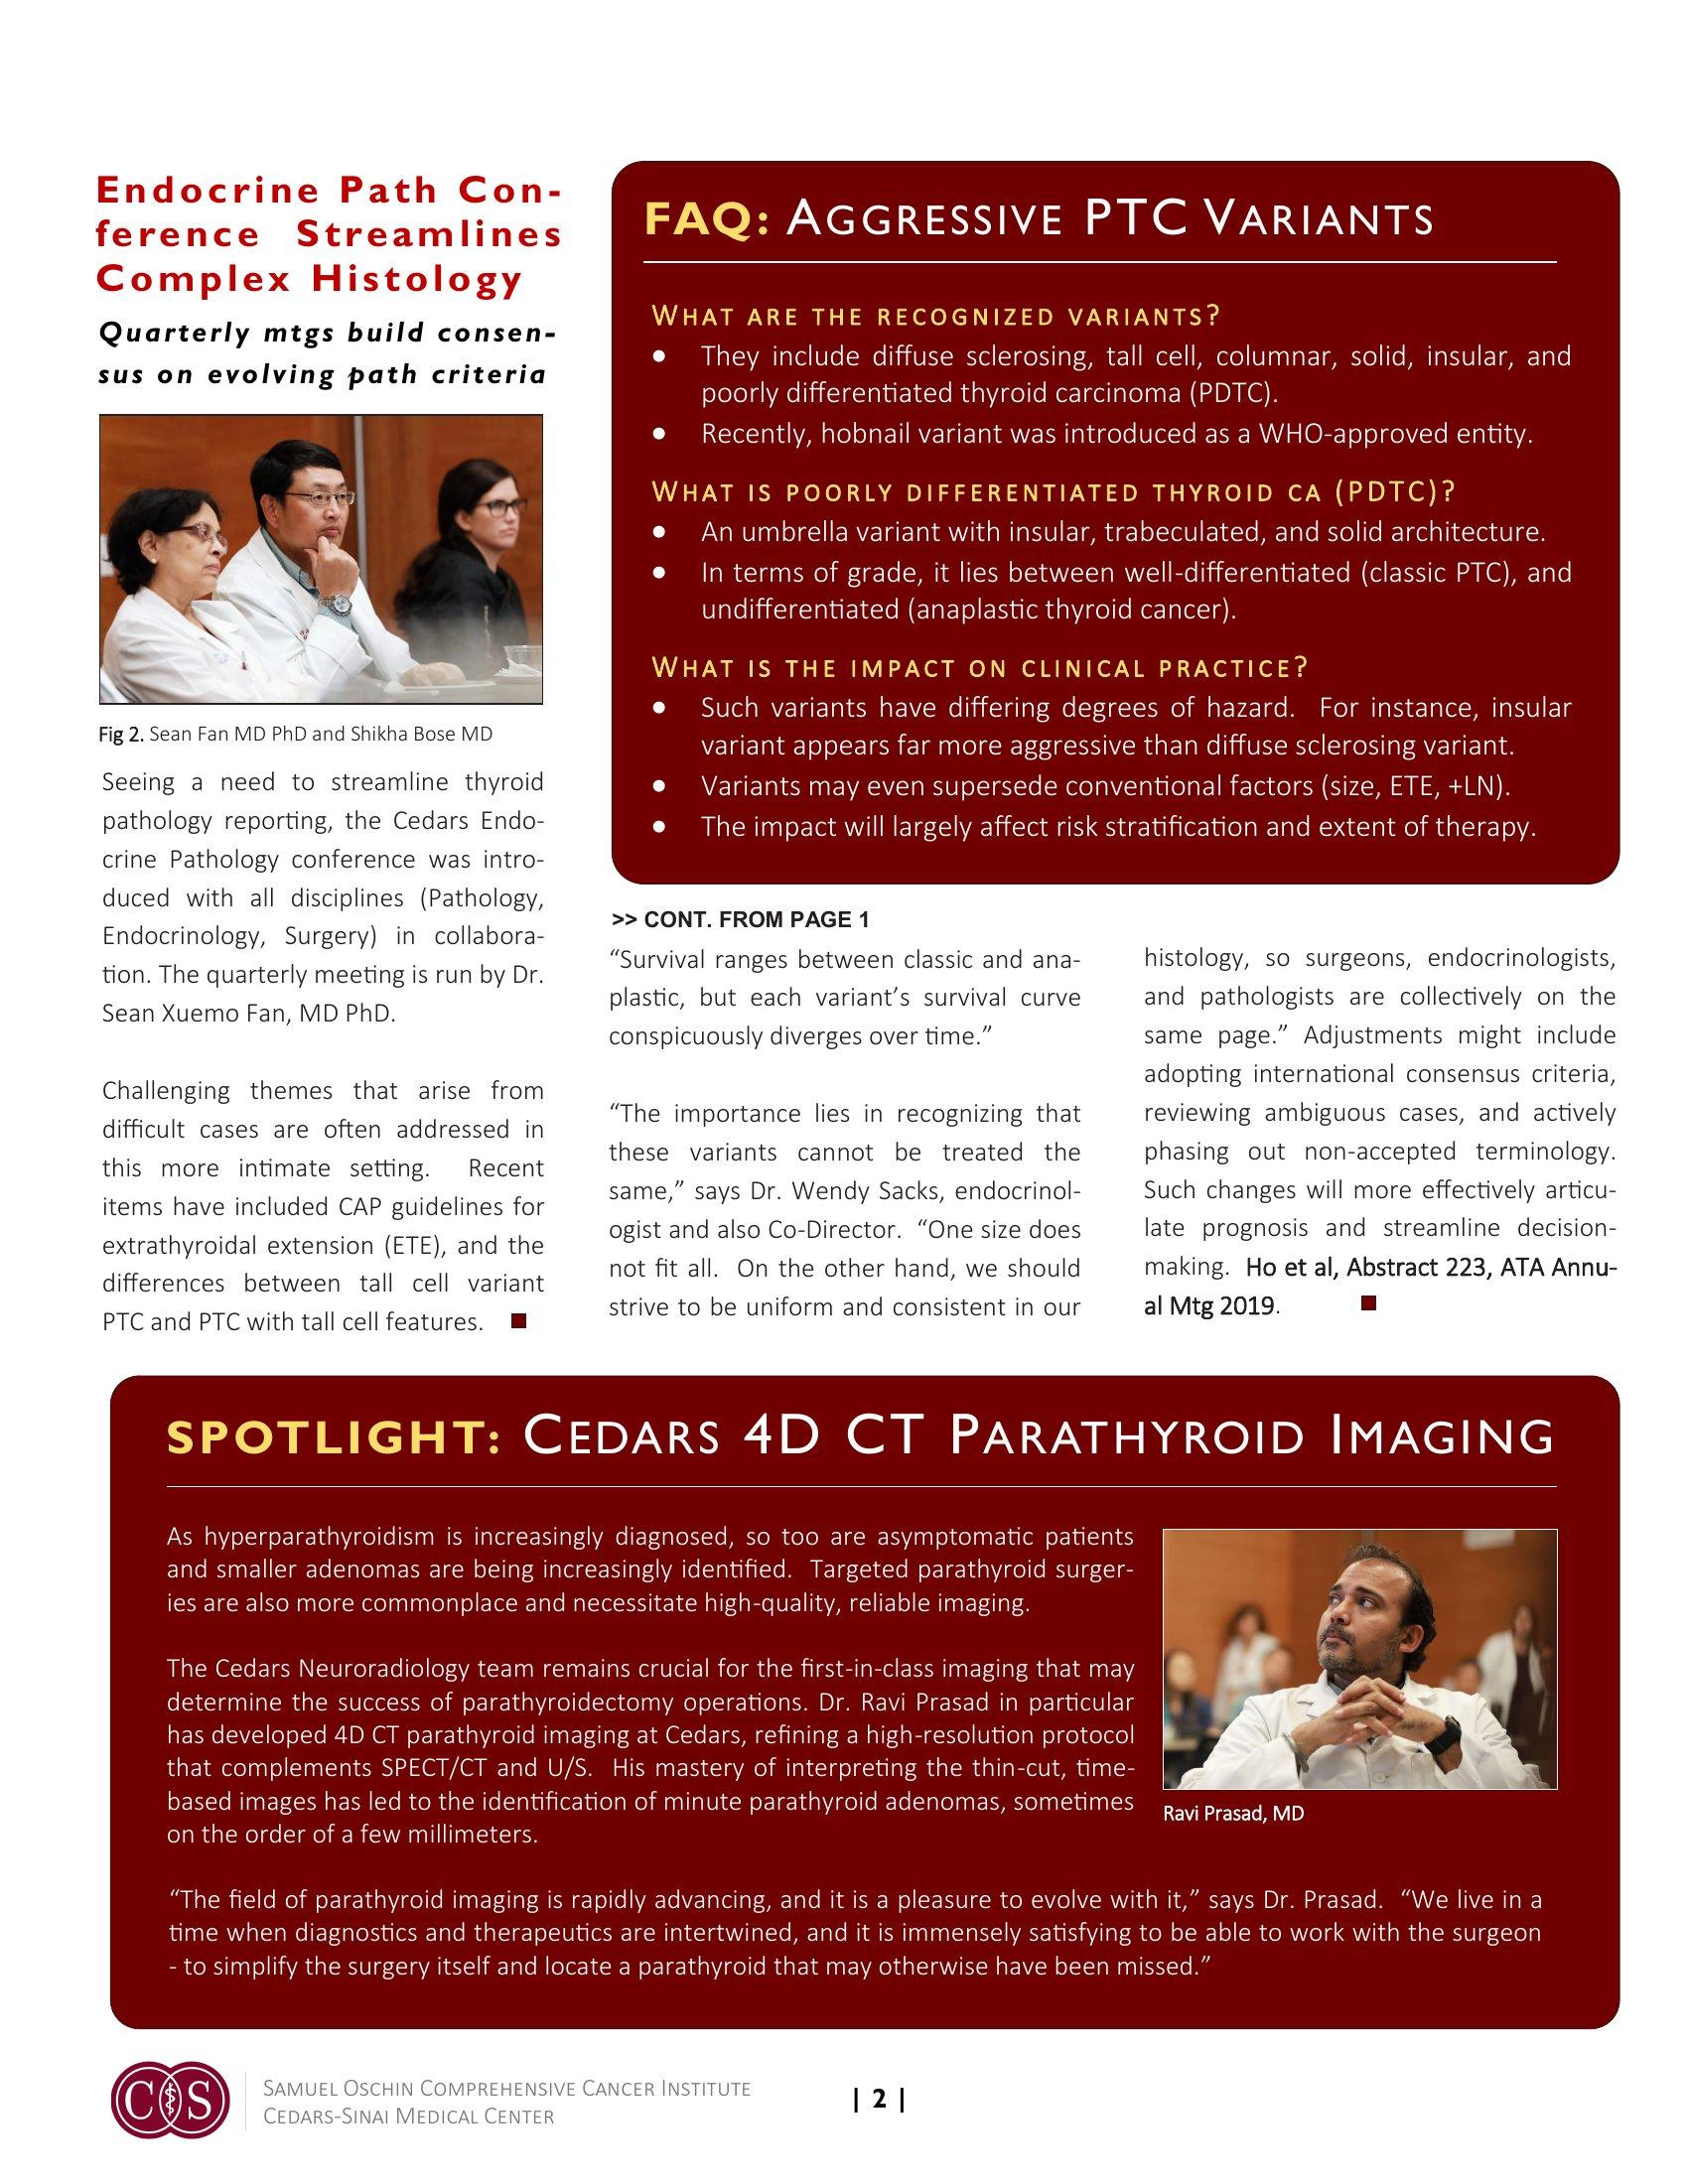 Endocrine Path Con-
ference Streamlines
Complex Histology
Quarterly mtgs build consen-
sus on evolving path criteria
Fig 2. Sean Fan MD PhD and Shikha Bose MD
Seeing a need to streamline thyroid
pathology reporting, the Cedars Endo-
crine Pathology conference was intro-
duced with all disciplines (Pathology,
Endocrinology, Surgery) in collabora-
tion. The quarterly meeting is run by Dr.
Sean Xuemo Fan, MD PhD.
Challenging themes that arise from
difficult cases are often addressed in
this more intimate setting. Recent
items have included CAP guidelines for
extrathyroidal extension (ETE), and the
differences between tall cell variant
PTC and PTC with tall cell features.
FAQ: AGGRESSIVE PTC VARIANTS
WHAT ARE THE RECOGNIZED VARIANTS?
• They include diffuse sclerosing, tall cell, columnar, solid, insular, and
poorly differentiated thyroid carcinoma (PDTC).
• Recently, hobnail variant was introduced as a WHO-approved entity.
WHAT IS POORLY DIFFERENTIATED THYROID CA (PDTC)?
• An umbrella variant with insular, trabeculated, and solid architecture.
• In terms of grade, it lies between well-differentiated (classic PTC), and
undifferentiated (anaplastic thyroid cancer).
WHAT IS THE IMPACT ON CLINICAL PRACTICE?
• Such variants have differing degrees of hazard. For instance, insular
variant appears far more aggressive than diffuse sclerosing variant.
• Variants may even supersede conventional factors (size, ETE, +LN).
• The impact will largely affect risk stratification and extent of therapy.
>> CONT. FROM PAGE 1
“Survival ranges between classic and ana-
plastic, but each variant’s survival curve
conspicuously diverges over time.”
“The importance lies in recognizing that
these variants cannot be treated the
same,” says Dr. Wendy Sacks, endocrinol-
ogist and also Co-Director. “One size does
not fit all. On the other hand, we should
strive to be uniform and consistent in our
histology, so surgeons, endocrinologists,
and pathologists are collectively on the
same page.” Adjustments might include
adopting international consensus criteria,
reviewing ambiguous cases, and actively
phasing out non-accepted terminology.
Such changes will more effectively articu-
late prognosis and streamline decision-
making. Ho et al, Abstract 223, ATA Annu-
al Mtg 2019.
SPOTLIGHT: CEDARS 4D CT PARATHYROID IMAGING
As hyperparathyroidism is increasingly diagnosed, so too are asymptomatic patients
and smaller adenomas are being increasingly identified. Targeted parathyroid surger-
ies are also more commonplace and necessitate high-quality, reliable imaging.
The Cedars Neuroradiology team remains crucial for the first-in-class imaging that may
determine the success of parathyroidectomy operations. Dr. Ravi Prasad in particular
has developed 4D CT parathyroid imaging at Cedars, refining a high-resolution protocol
that complements SPECT/CT and U/S. His mastery of interpreting the thin-cut, time-
based images has led to the identification of minute parathyroid adenomas, sometimes
on the order of a few millimeters.
Ravi Prasad, MD
“The field of parathyroid imaging is rapidly advancing, and it is a pleasure to evolve with it,” says Dr. Prasad. “We live in a
time when diagnostics and therapeutics are intertwined, and it is immensely satisfying to be able to work with the surgeon
- to simplify the surgery itself and locate a parathyroid that may otherwise have been missed.”
CS
SAMUEL OSCHIN COMPREHENSIVE CANCER INSTITUTE
CEDARS-SINAI MEDICAL CENTER
| 2 |